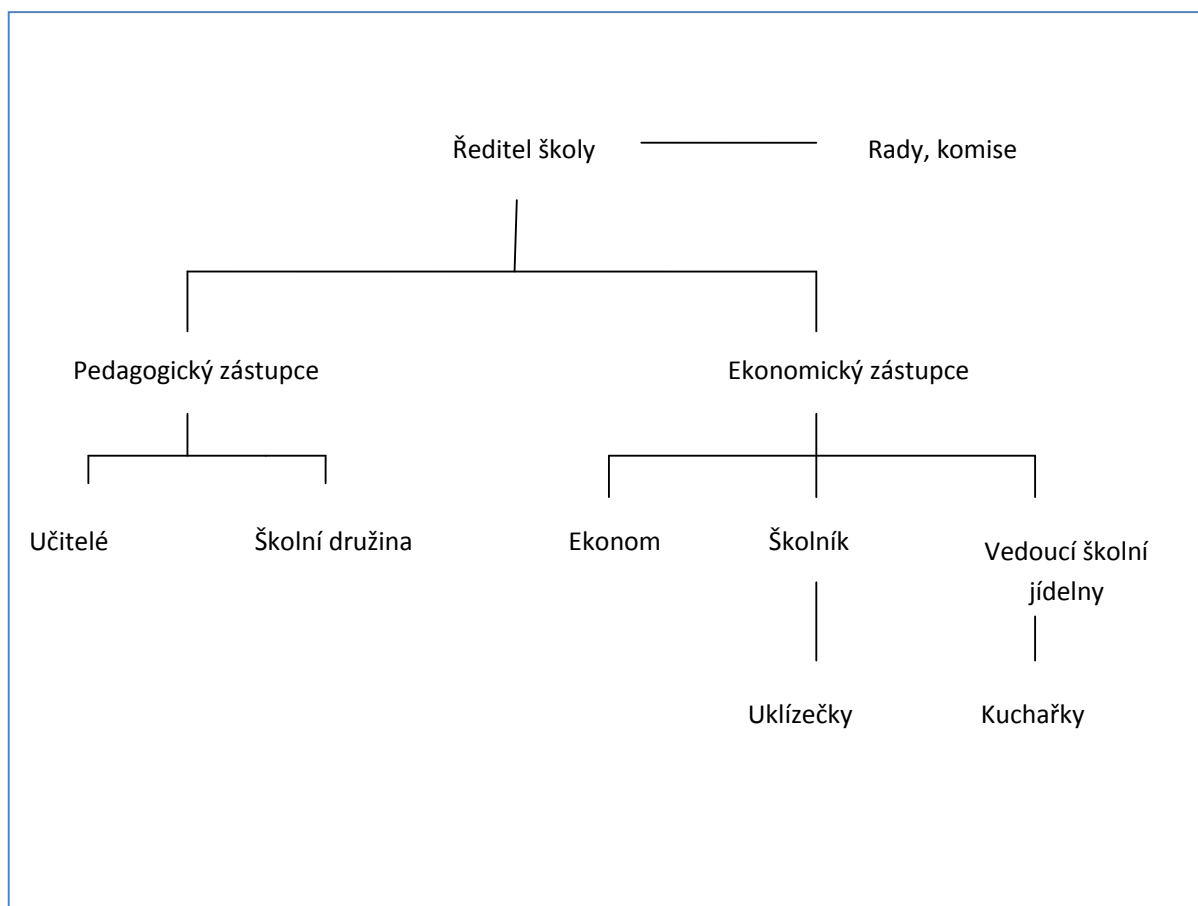 Ředitel školy
Rady, komise
Pedagogický zástupce
Ekonomický zástupce
Učitelé
Školní družina
Ekonom
Školník
Vedoucí školní
jídelny
Uklízečky
Kuchařky